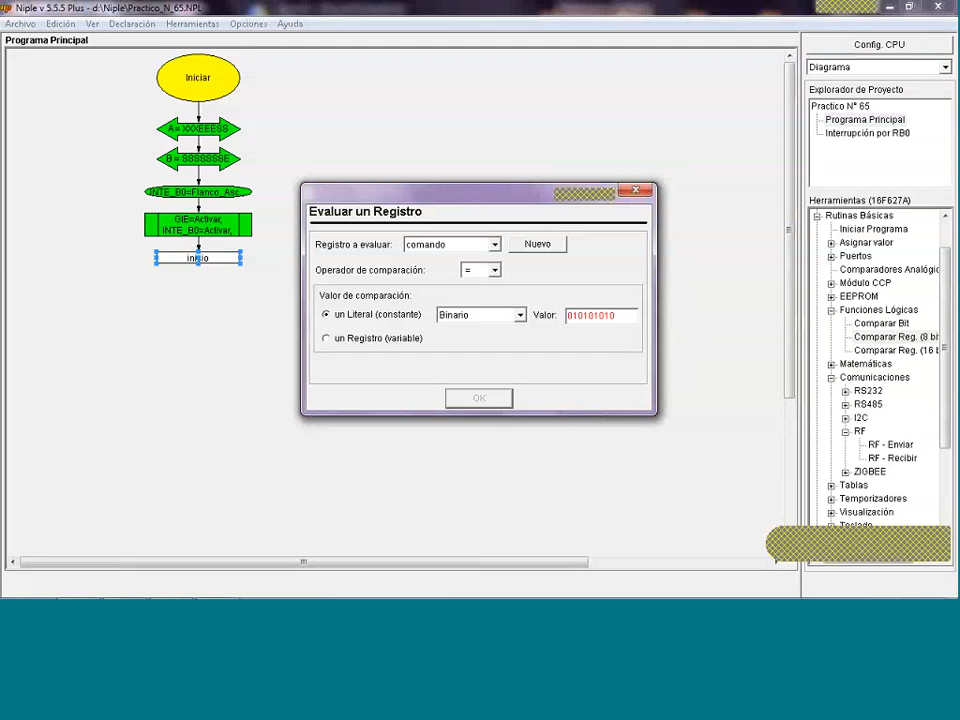 Niple v 5.5.5 Plus - d:\Niple\Practico_N_65.NPL
Archivo Edición Ver Declaración Herramientas Opciones Ayuda
Programa Principal
Iniciar
A= XXXEEESS
B = SSSSSSSE
INTE_B0=Flanco_Asc.
GIE=Activar,
INTE_B0=Activar,
inicio
Evaluar un Registro
Registro a evaluar: comando Nuevo
Operador de comparación: =
Valor de comparación:
un Literal (constante) Binario Valor: 010101010
un Registro (variable)
OK
Config. CPU
Diagrama
Explorador de Proyecto
Practico N° 65
Programa Principal
Interrupción por RB0
Herramientas (16F627A)
Rutinas Básicas
Iniciar Programa
Asignar valor
Puertos
Comparadores Analógic
Módulo CCP
EEPROM
Funciones Lógicas
Comparar Bit
Comparar Reg. (8 bi
Comparar Reg. (16 b
Matemáticas
Comunicaciones
RS232
RS485
I2C
RF
RF - Enviar
RF - Recibir
ZIGBEE
Tablas
Temporizadores
Visualización